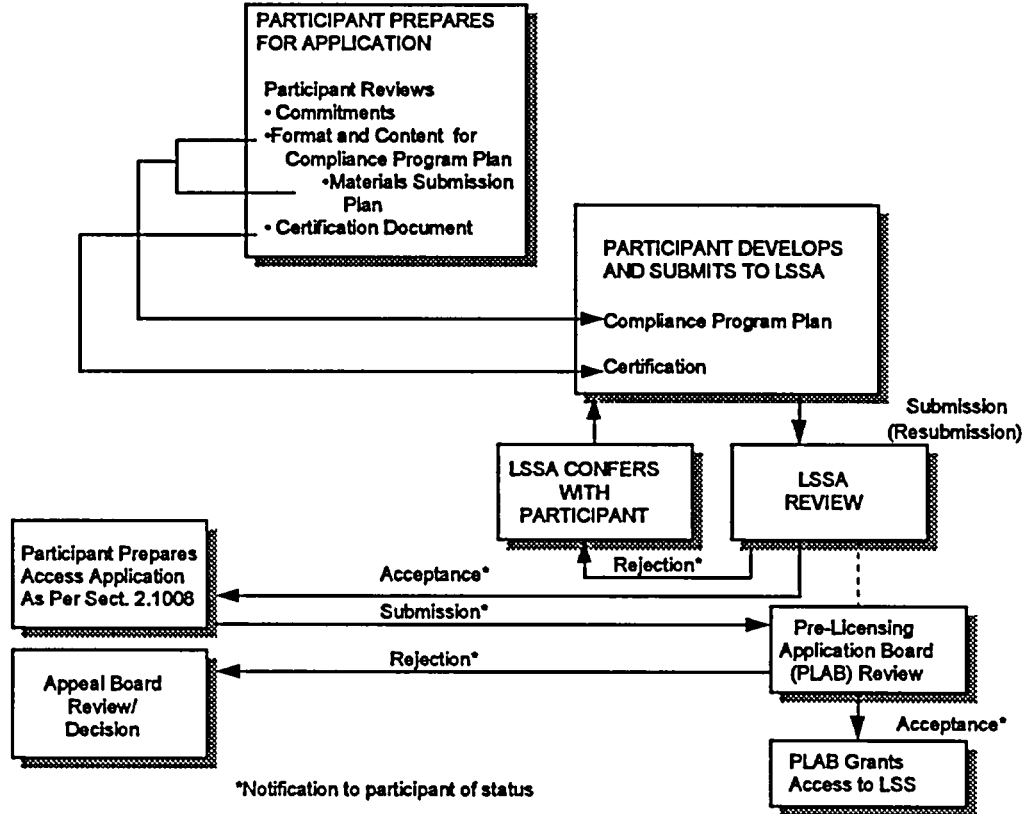 PARTICIPANT PREPARES
FOR APPLICATION
Participant Reviews
• Commitments
•Format and Content for
Compliance Program Plan
•Materials Submission
Plan
• Certification Document
PARTICIPANT DEVELOPS
AND SUBMITS TO LSSA
Compliance Program Plan
Certification
Submission
(Resubmission)
LSSA CONFERS
WITH
PARTICIPANT
LSSA
REVIEW
Rejection*
Participant Prepares
Access Application
As Per Sect. 2.1008
Acceptance*
Submission*
Pre-Licensing
Application Board
(PLAB) Review
Rejection*
Appeal Board
Review/
Decision
Acceptance*
PLAB Grants
Access to LSS
*Notification to participant of status